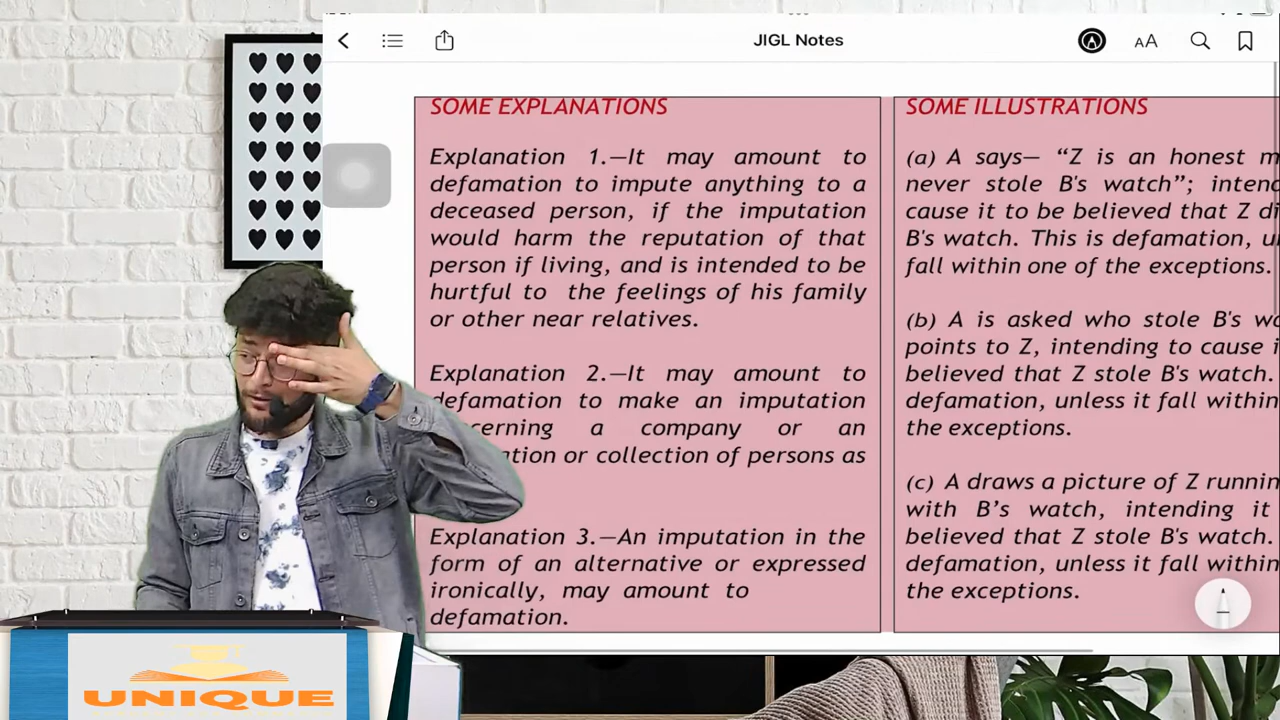 JIGL Notes
AA
SOME EXPLANATIONS
Explanation 1.—It may amount to
defamation to impute anything to a
deceased person, if the imputation
would harm the reputation of that
person if living, and is intended to be
hurtful to the feelings of his family
or other near relatives.
Explanation 2.—It may amount to
defamation to make an imputation
a company or an
or collection of persons as
Explanation 3.—An imputation in the
form of an alternative or expressed
ironically, may amount to
defamation.
SOME ILLUSTRATIONS
(a) A says— “Z is an honest
never stole B's watch”;
cause it to be believed that Z
B's watch. This is defamation,
fall within one of the exceptions.
(b) A is asked who stole B's
points to Z, intending to cause
believed that Z stole B's watch.
defamation, unless it fall within
the exceptions.
(c) A draws a picture of Z
with B’s watch, intending it
believed that Z stole B's watch.
defamation, unless it fall within
the exceptions.
UNIQUE